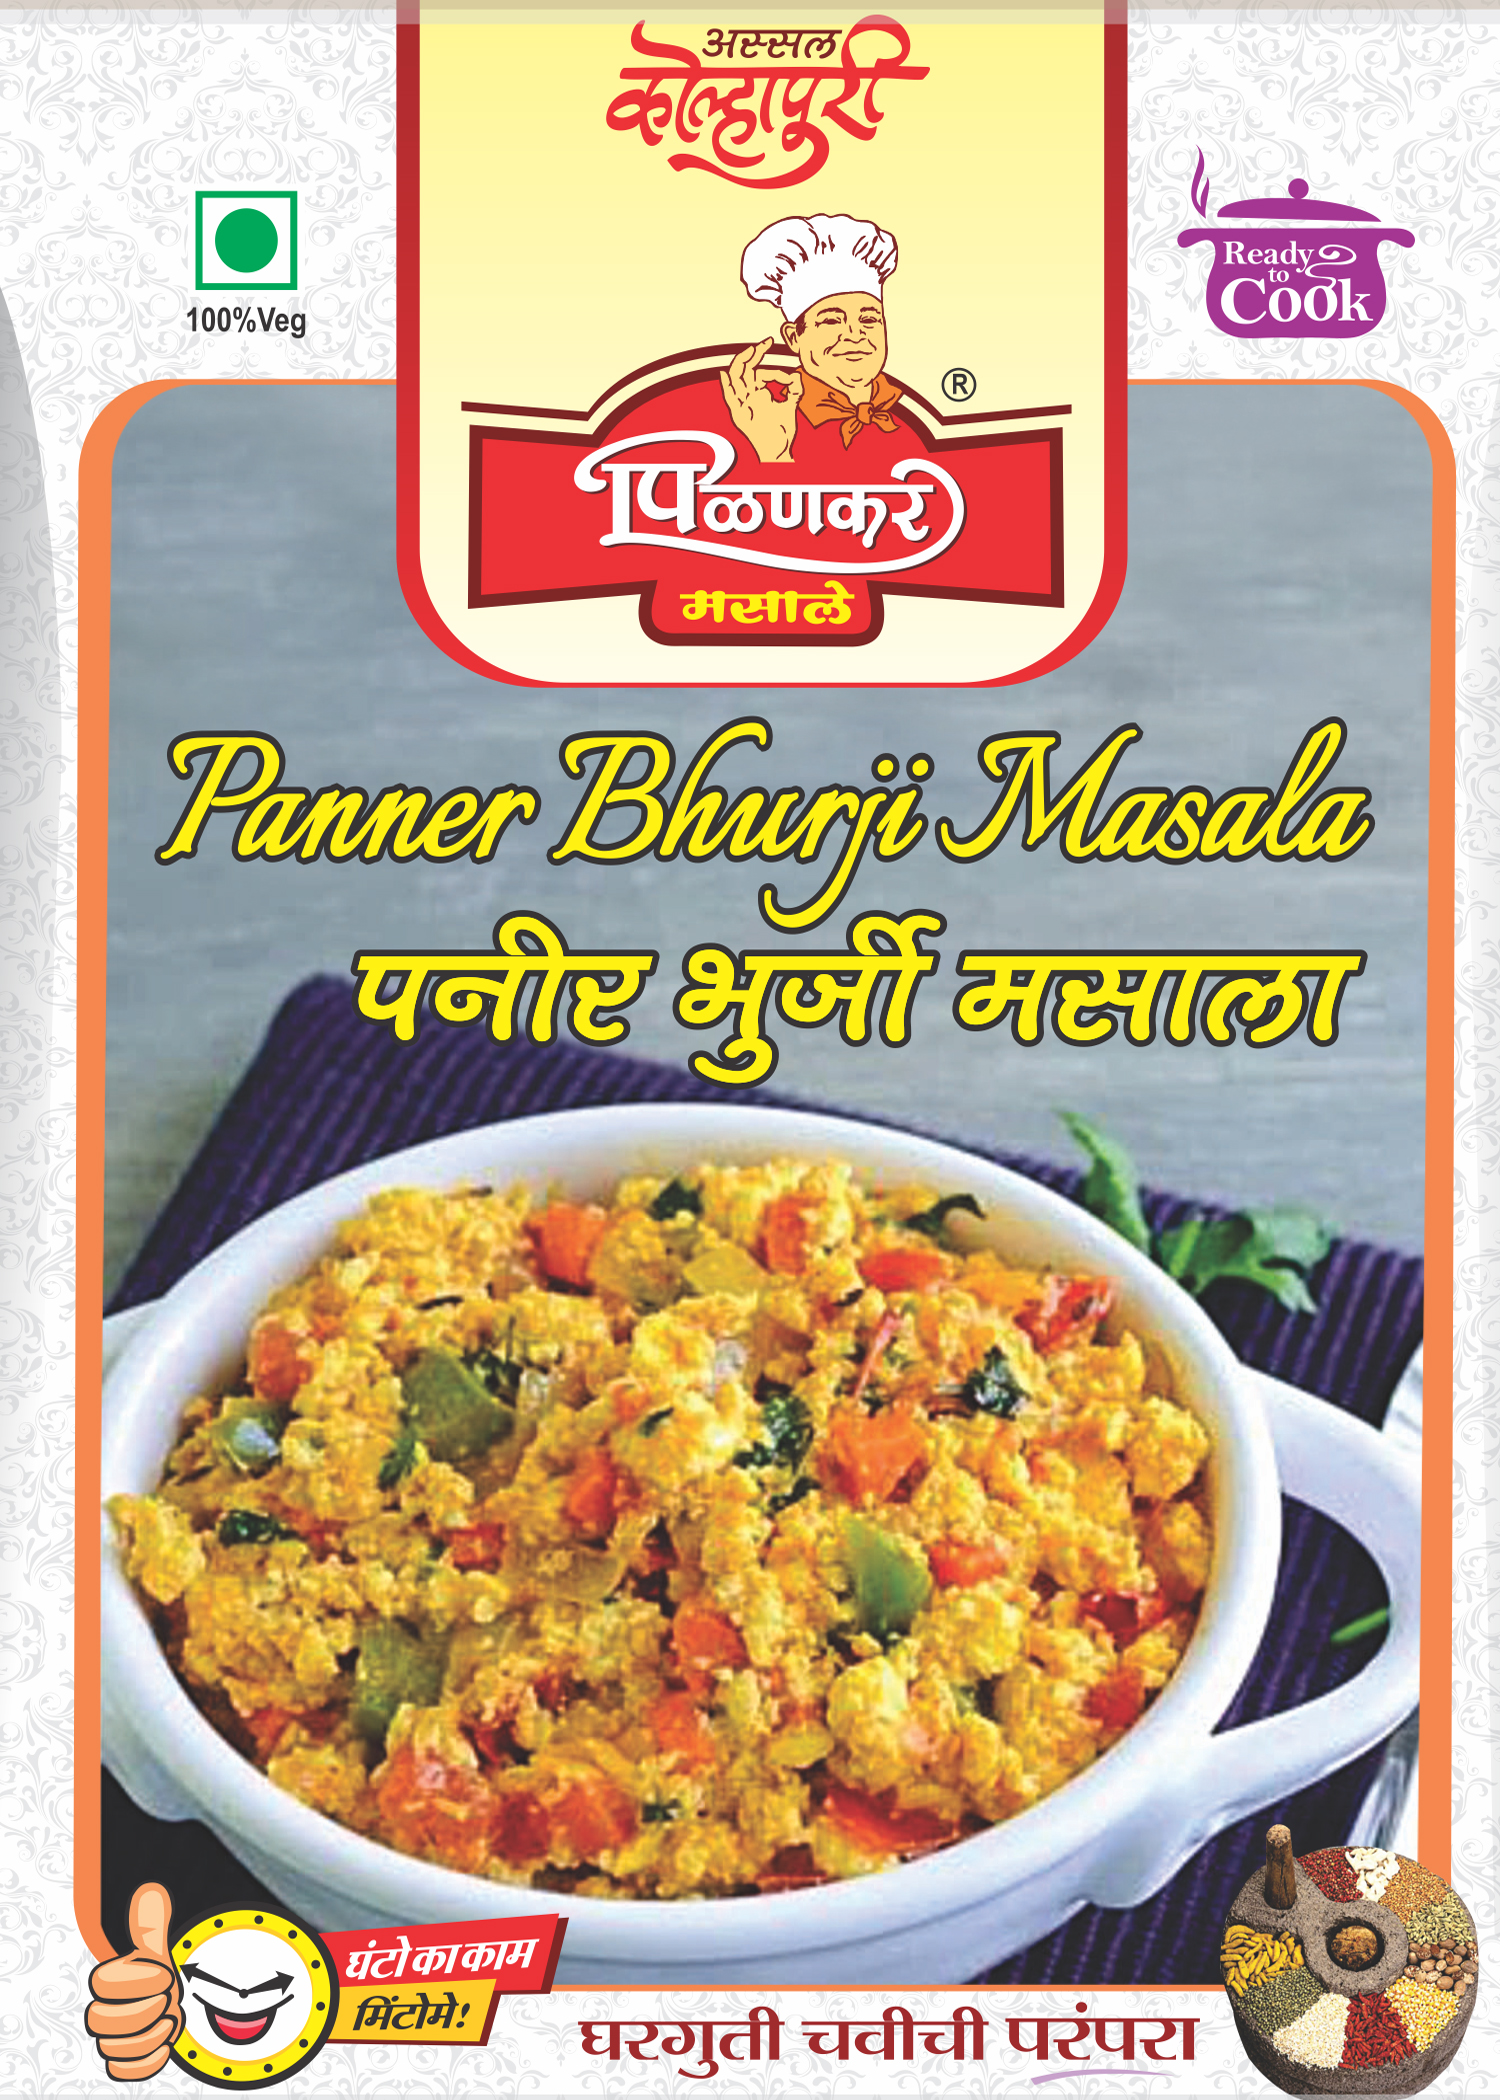 अस्सल
कोल्हापुरी
100%Veg
Ready
to
Cook
®
पिळणकर
मसाले
Panner Bhurji Masala
पनीर भुर्जी मसाला
घंटो का काम
मिंटोमे!
घरगुती चवीची परंपरा